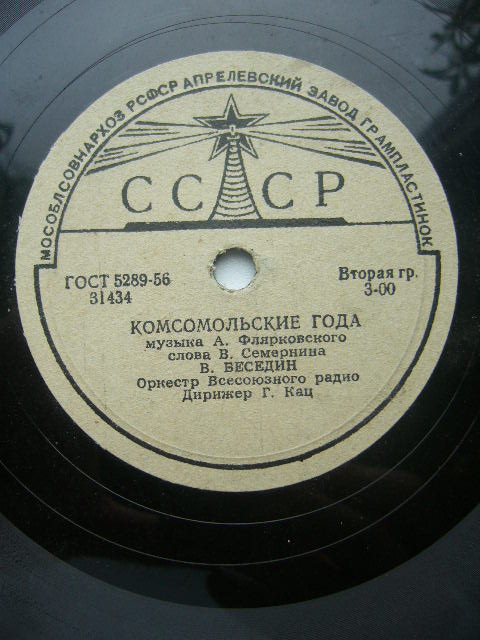 МОСОБЛСОВНАРХОЗ РСФСР АПРЕЛЕВСКИЙ ЗАВОД ГРАМПЛАСТИНОК
СССР
ГОСТ 5289-56
31434
Вторая гр.
3-00
КОМСОМОЛЬСКИЕ ГОДА
музыка А. Флярковского
слова В. Семернина
В. БЕСЕДИН
Оркестр Всесоюзного радио
Дирижер Г. Кац